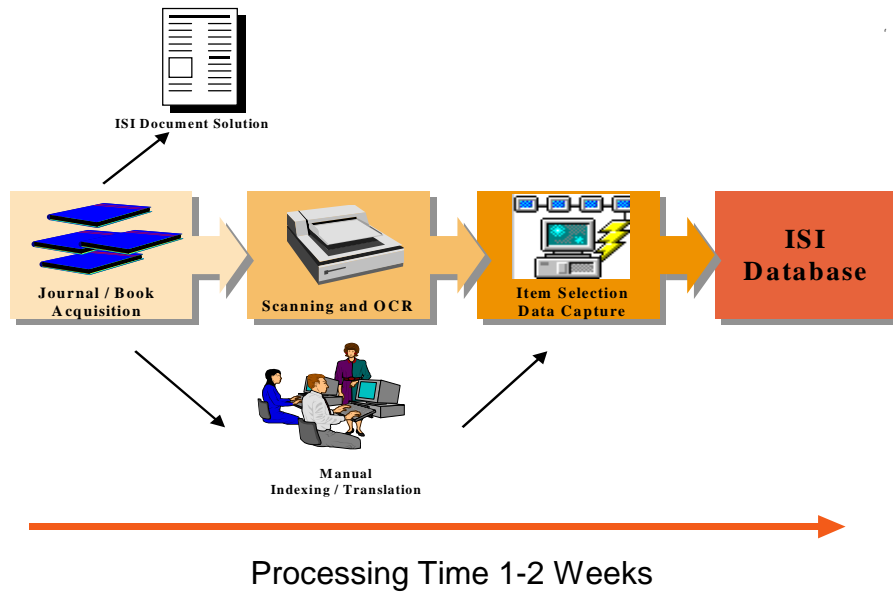 ISI Document Solution
Journal / Book
Acquisition
Scanning and OCR
Item Selection
Data Capture
ISI
Database
Manual
Indexing / Translation
Processing Time 1-2 Weeks